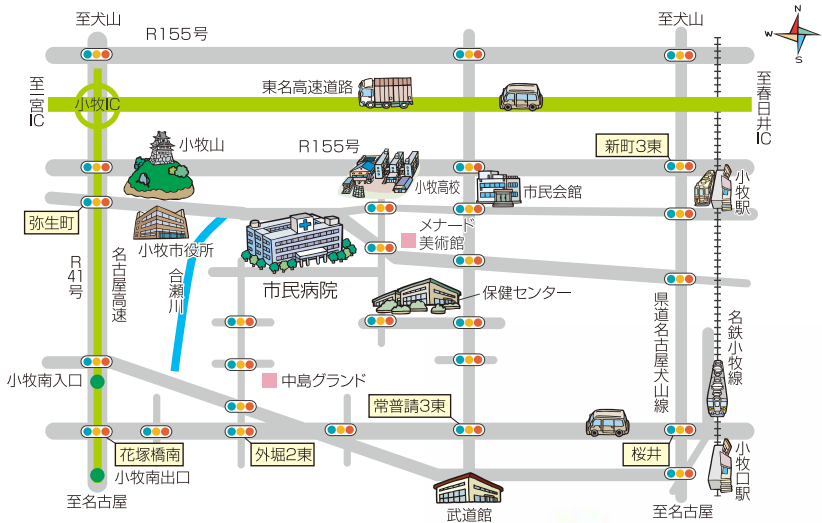 至犬山
R155号
至犬山
N
W
E
S
至一宮IC
小牧IC
東名高速道路
至春日井IC
小牧山
R155号
新町3東
小牧高校
市民会館
小牧駅
弥生町
小牧市役所
メナード
美術館
R41号
名古屋高速
合瀬川
市民病院
保健センター
県道名古屋犬山線
名鉄小牧線
小牧南入口
中島グランド
常普請3東
花塚橋南
外堀2東
桜井
小牧口駅
小牧南出口
至名古屋
武道館
至名古屋